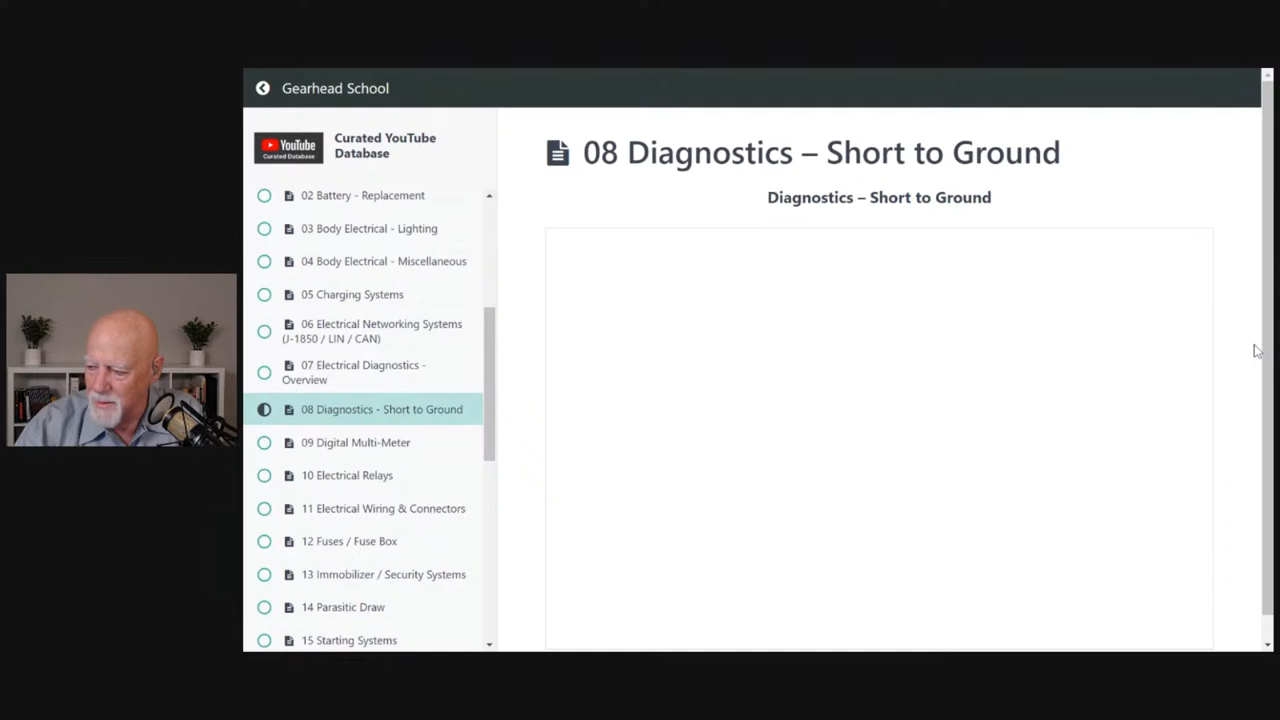 Gearhead School
YouTube
Curated Database
Curated YouTube
Database
02 Battery - Replacement
03 Body Electrical - Lighting
04 Body Electrical - Miscellaneous
05 Charging Systems
06 Electrical Networking Systems
(J-1850 / LIN / CAN)
07 Electrical Diagnostics -
Overview
08 Diagnostics - Short to Ground
09 Digital Multi-Meter
10 Electrical Relays
11 Electrical Wiring & Connectors
12 Fuses / Fuse Box
13 Immobilizer / Security Systems
14 Parasitic Draw
15 Starting Systems
08 Diagnostics – Short to Ground
Diagnostics – Short to Ground